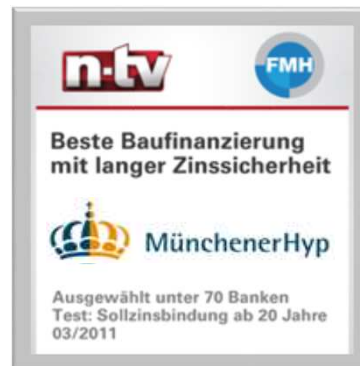 n-tv FMH
Beste Baufinanzierung
mit langer Zinssicherheit
MünchenerHyp
Ausgewählt unter 70 Banken
Test: Sollzinsbindung ab 20 Jahre
03/2011